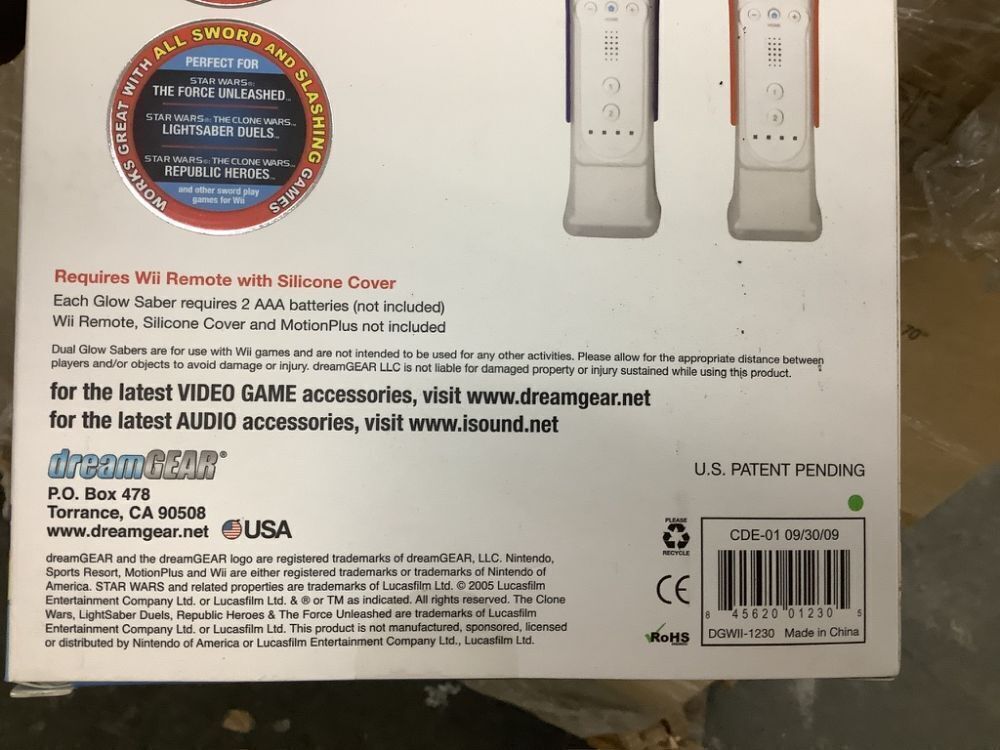 WORKS GREAT WITH ALL SWORD AND SLASHING GAMES
PERFECT FOR
STAR WARS®:
THE FORCE UNLEASHED™
STAR WARS®: THE CLONE WARS™
LIGHTSABER DUELS™
STAR WARS®: THE CLONE WARS™
REPUBLIC HEROES™
and other sword play
games for Wii
HOME
1
2
HOME
1
2
Requires Wii Remote with Silicone Cover
Each Glow Saber requires 2 AAA batteries (not included)
Wii Remote, Silicone Cover and MotionPlus not included
Dual Glow Sabers are for use with Wii games and are not intended to be used for any other activities. Please allow for the appropriate distance between
players and/or objects to avoid damage or injury. dreamGEAR LLC is not liable for damaged property or injury sustained while using this product.
for the latest VIDEO GAME accessories, visit www.dreamgear.net
for the latest AUDIO accessories, visit www.isound.net
dreamGEAR®
P.O. Box 478
Torrance, CA 90508
www.dreamgear.net USA
dreamGEAR and the dreamGEAR logo are registered trademarks of dreamGEAR, LLC. Nintendo,
Sports Resort, MotionPlus and Wii are either registered trademarks or trademarks of Nintendo of
America. STAR WARS and related properties are trademarks of Lucasfilm Ltd. © 2005 Lucasfilm
Entertainment Company Ltd. or Lucasfilm Ltd. & ® or TM as indicated. All rights reserved. The Clone
Wars, LightSaber Duels, Republic Heroes & The Force Unleashed are trademarks of Lucasfilm
Entertainment Company Ltd. or Lucasfilm Ltd. This product is not manufactured, sponsored, licensed
or distributed by Nintendo of America or Lucasfilm Entertainment Company Ltd., Lucasfilm Ltd.
U.S. PATENT PENDING
PLEASE
RECYCLE
CE
RoHS
CDE-01 09/30/09
8 45620 01230 5
DGWII-1230 Made in China